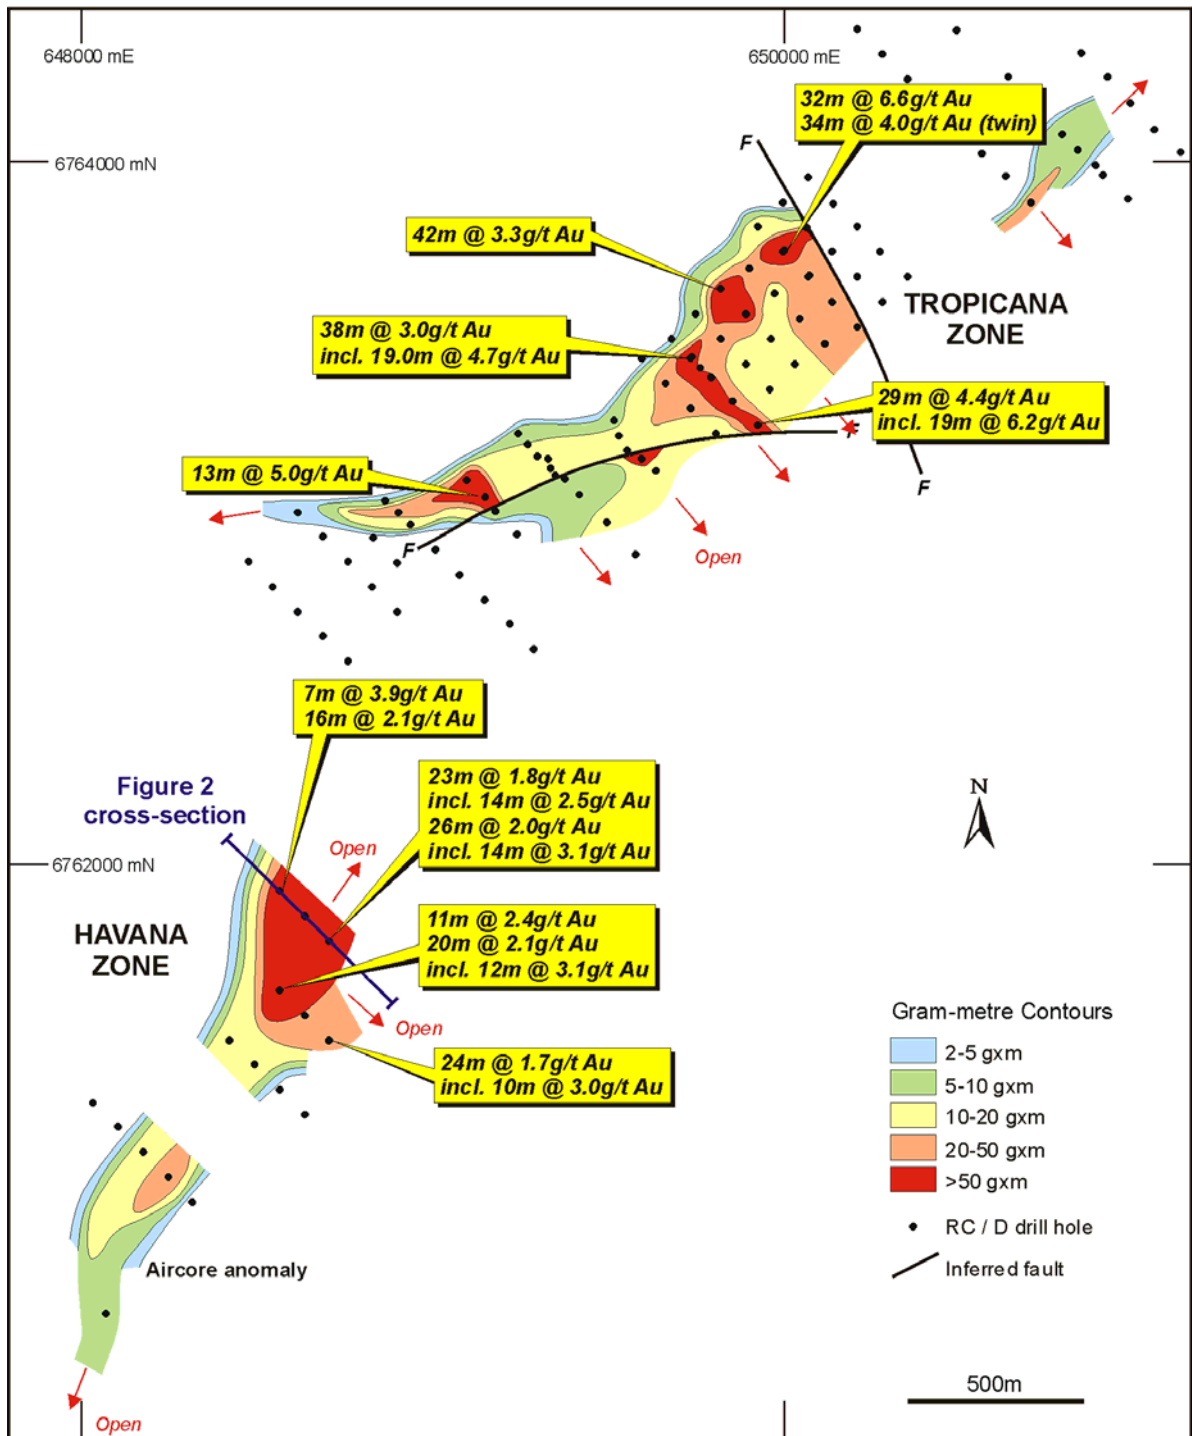 648000 mE
650000 mE
32m @ 6.6g/t Au
34m @ 4.0g/t Au (twin)
F
6764000 mN
42m @ 3.3g/t Au
TROPICANA
ZONE
38m @ 3.0g/t Au
incl. 19.0m @ 4.7g/t Au
29m @ 4.4g/t Au
incl. 19m @ 6.2g/t Au
F
13m @ 5.0g/t Au
F
F
Open
7m @ 3.9g/t Au
16m @ 2.1g/t Au
Figure 2
cross-section
23m @ 1.8g/t Au
incl. 14m @ 2.5g/t Au
26m @ 2.0g/t Au
incl. 14m @ 3.1g/t Au
N
Open
6762000 mN
HAVANA
ZONE
11m @ 2.4g/t Au
20m @ 2.1g/t Au
incl. 12m @ 3.1g/t Au
Open
24m @ 1.7g/t Au
incl. 10m @ 3.0g/t Au
Gram-metre Contours
2-5 gxm
5-10 gxm
10-20 gxm
20-50 gxm
>50 gxm
RC / D drill hole
Inferred fault
Aircore anomaly
500m
Open